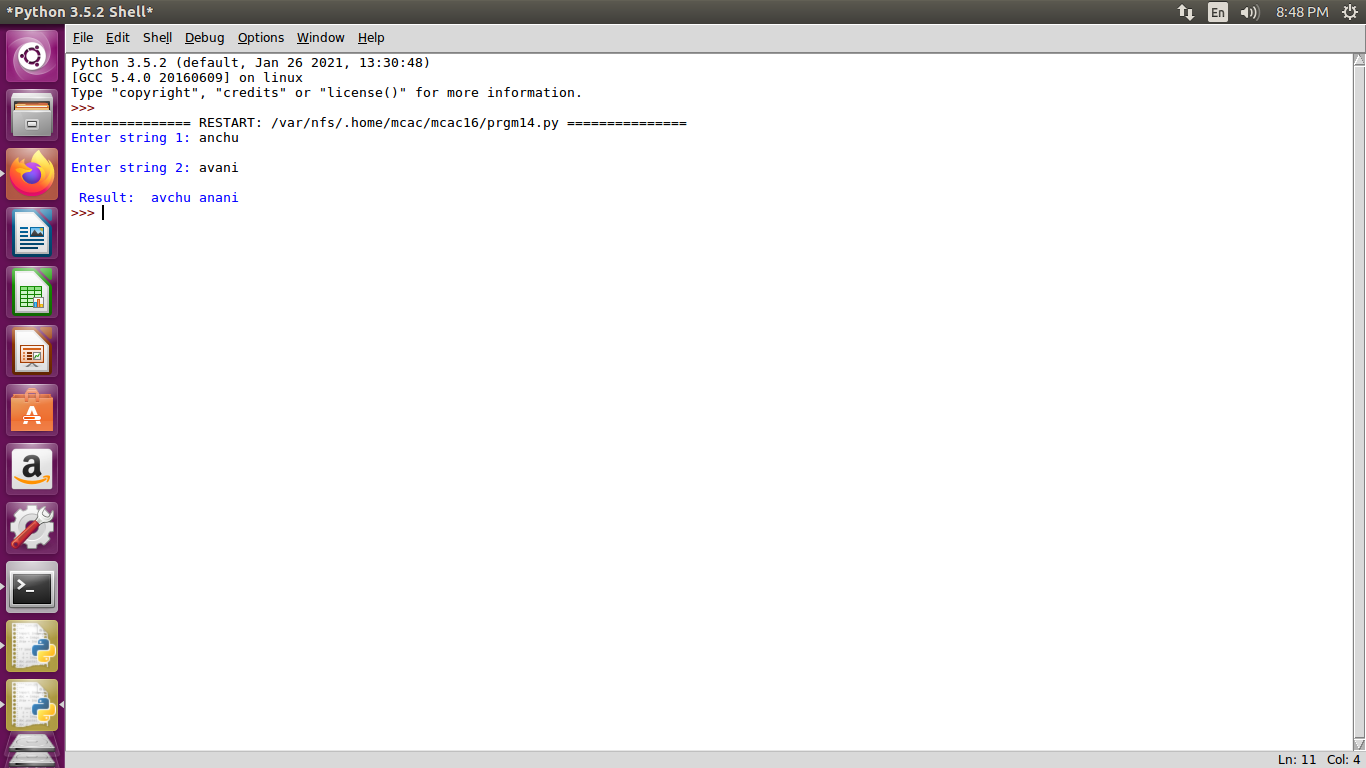 *Python 3.5.2 Shell*
En
8:48 PM
File Edit Shell Debug Options Window Help
Python 3.5.2 (default, Jan 26 2021, 13:30:48)
[GCC 5.4.0 20160609] on linux
Type "copyright", "credits" or "license()" for more information.
>>>
=============== RESTART: /var/nfs/.home/mcac/mcac16/prgm14.py ===============
Enter string 1: anchu
Enter string 2: avani
Result:  avchu anani
>>>
Ln: 11 Col: 4